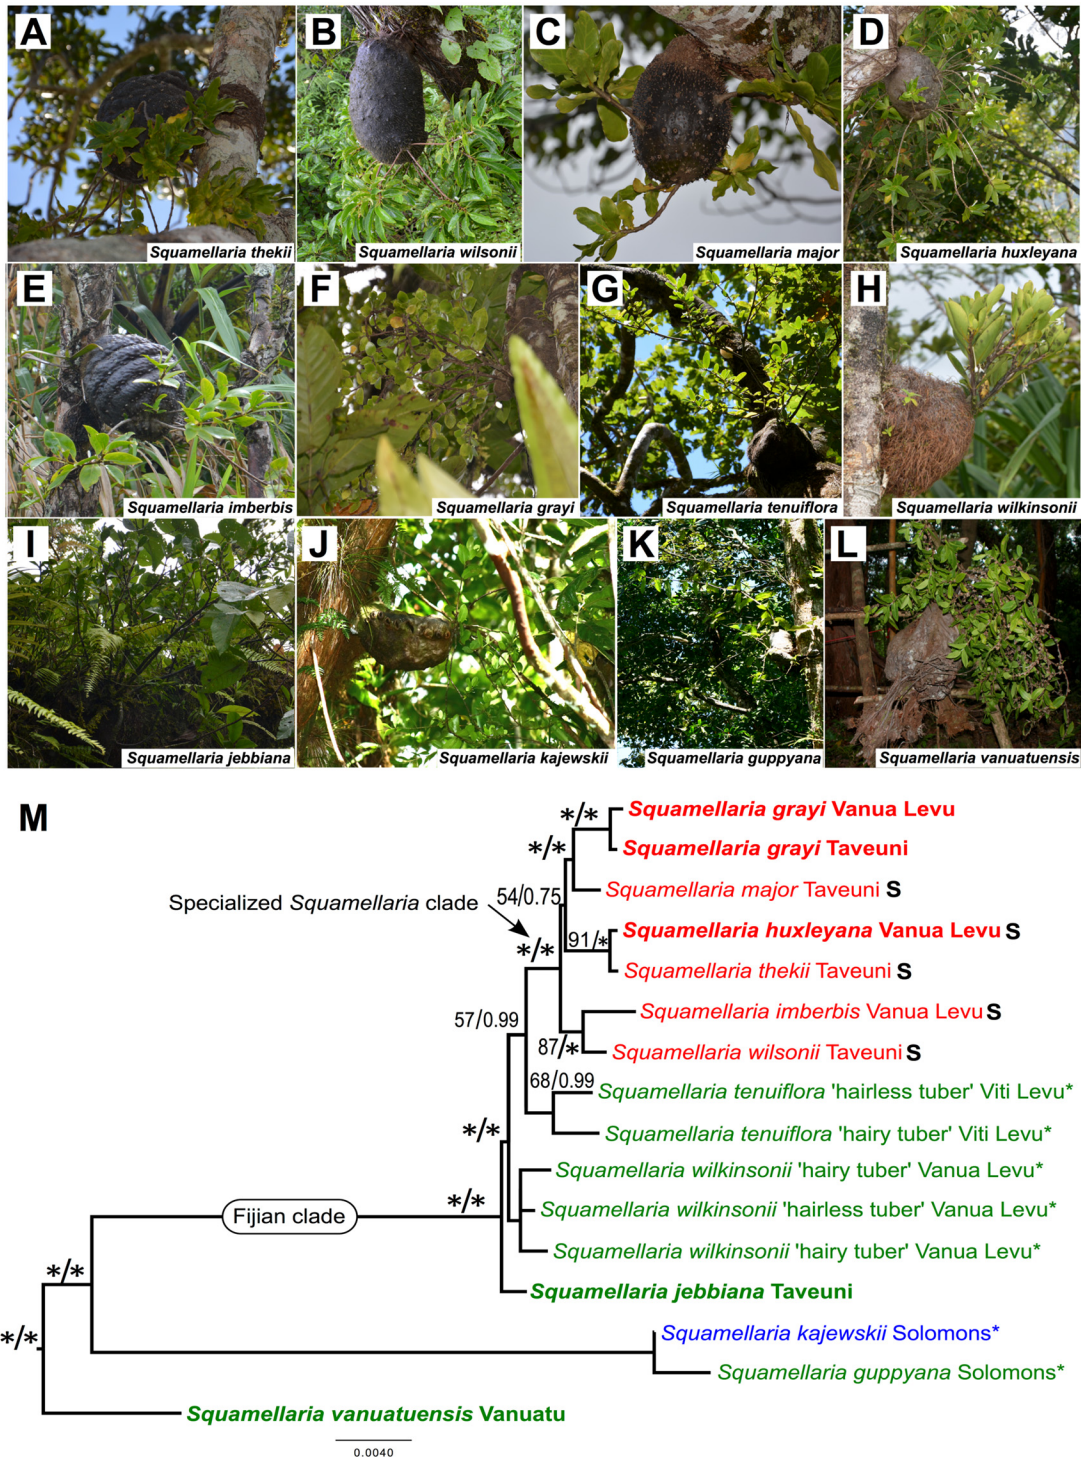 A
B
C
D
Squamellaria thekii
Squamellaria wilsonii
Squamellaria major
Squamellaria huxleyana
E
F
G
H
Squamellaria imberbis
Squamellaria grayi
Squamellaria tenuiflora
Squamellaria wilkinsonii
I
J
K
L
Squamellaria jebbiana
Squamellaria kajewskii
Squamellaria guppyana
Squamellaria vanuatuensis
M
*/*
Squamellaria grayi Vanua Levu
*/*
Squamellaria grayi Taveuni
54/0.75
Squamellaria major Taveuni S
Specialized Squamellaria clade
*/*
91/*
Squamellaria huxleyana Vanua Levu S
Squamellaria thekii Taveuni S
Squamellaria imberbis Vanua Levu S
57/0.99
87/*
Squamellaria wilsonii Taveuni S
68/0.99
Squamellaria tenuiflora 'hairless tuber' Viti Levu*
*/*
Squamellaria tenuiflora 'hairy tuber' Viti Levu*
Squamellaria wilkinsonii 'hairy tuber' Vanua Levu*
*/*
Squamellaria wilkinsonii 'hairless tuber' Vanua Levu*
Fijian clade
Squamellaria wilkinsonii 'hairy tuber' Vanua Levu*
*/*
Squamellaria jebbiana Taveuni
*/*
Squamellaria kajewskii Solomons*
Squamellaria guppyana Solomons*
Squamellaria vanuatuensis Vanuatu
0.0040